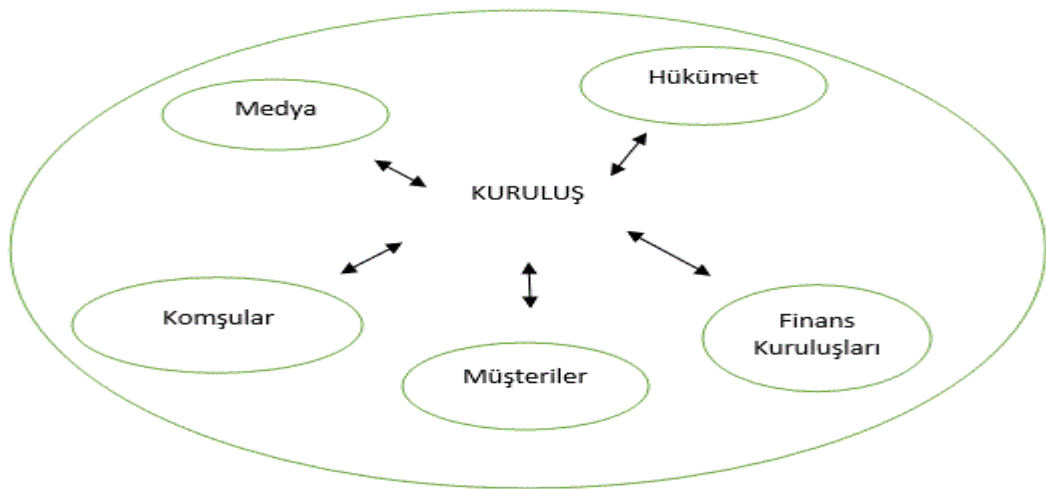 Hükümet
Medya
KURULUŞ
Komşular
Finans
Kuruluşları
Müşteriler